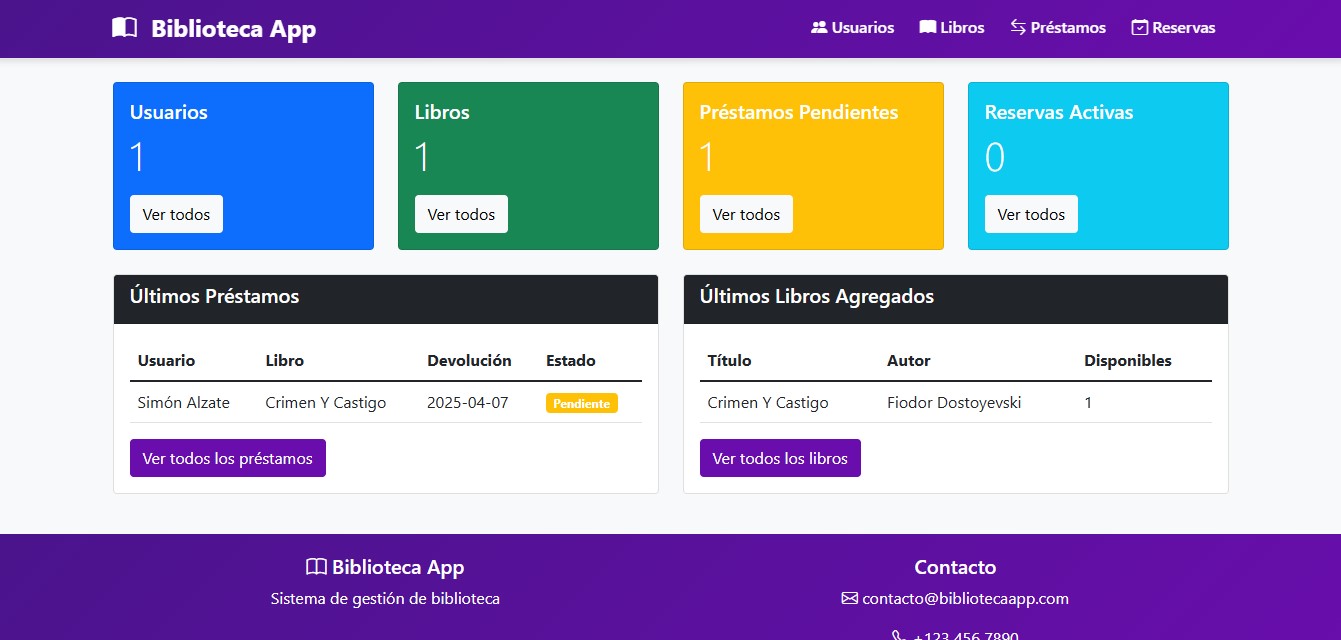 Biblioteca App
Usuarios Libros Préstamos Reservas
Usuarios
1
Ver todos
Libros
1
Ver todos
Préstamos Pendientes
1
Ver todos
Reservas Activas
0
Ver todos
Últimos Préstamos
Usuario Libro Devolución Estado
Simón Alzate Crimen Y Castigo 2025-04-07 Pendiente
Ver todos los préstamos
Últimos Libros Agregados
Título Autor Disponibles
Crimen Y Castigo Fiodor Dostoyevski 1
Ver todos los libros
Biblioteca App
Sistema de gestión de biblioteca
Contacto
contacto@bibliotecaapp.com
+123 456 7890